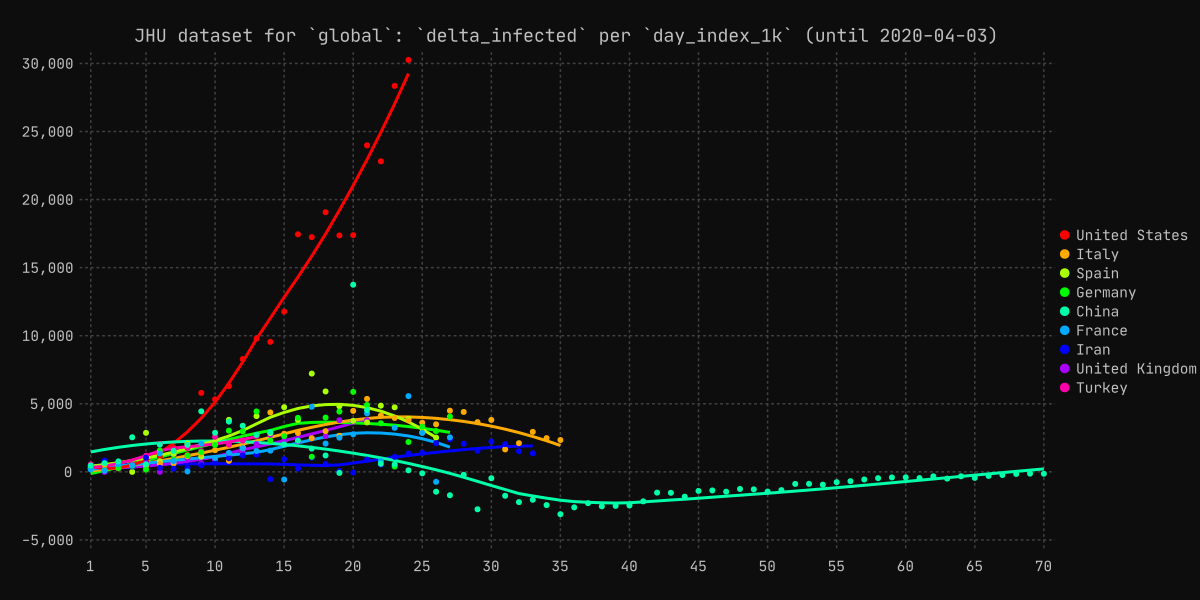 JHU dataset for `global`: `delta_infected` per `day_index_1k` (until 2020-04-03)
30,000
25,000
20,000
15,000
10,000
5,000
0
−5,000
1 5 10 15 20 25 30 35 40 45 50 55 60 65 70
United States
Italy
Spain
Germany
China
France
Iran
United Kingdom
Turkey